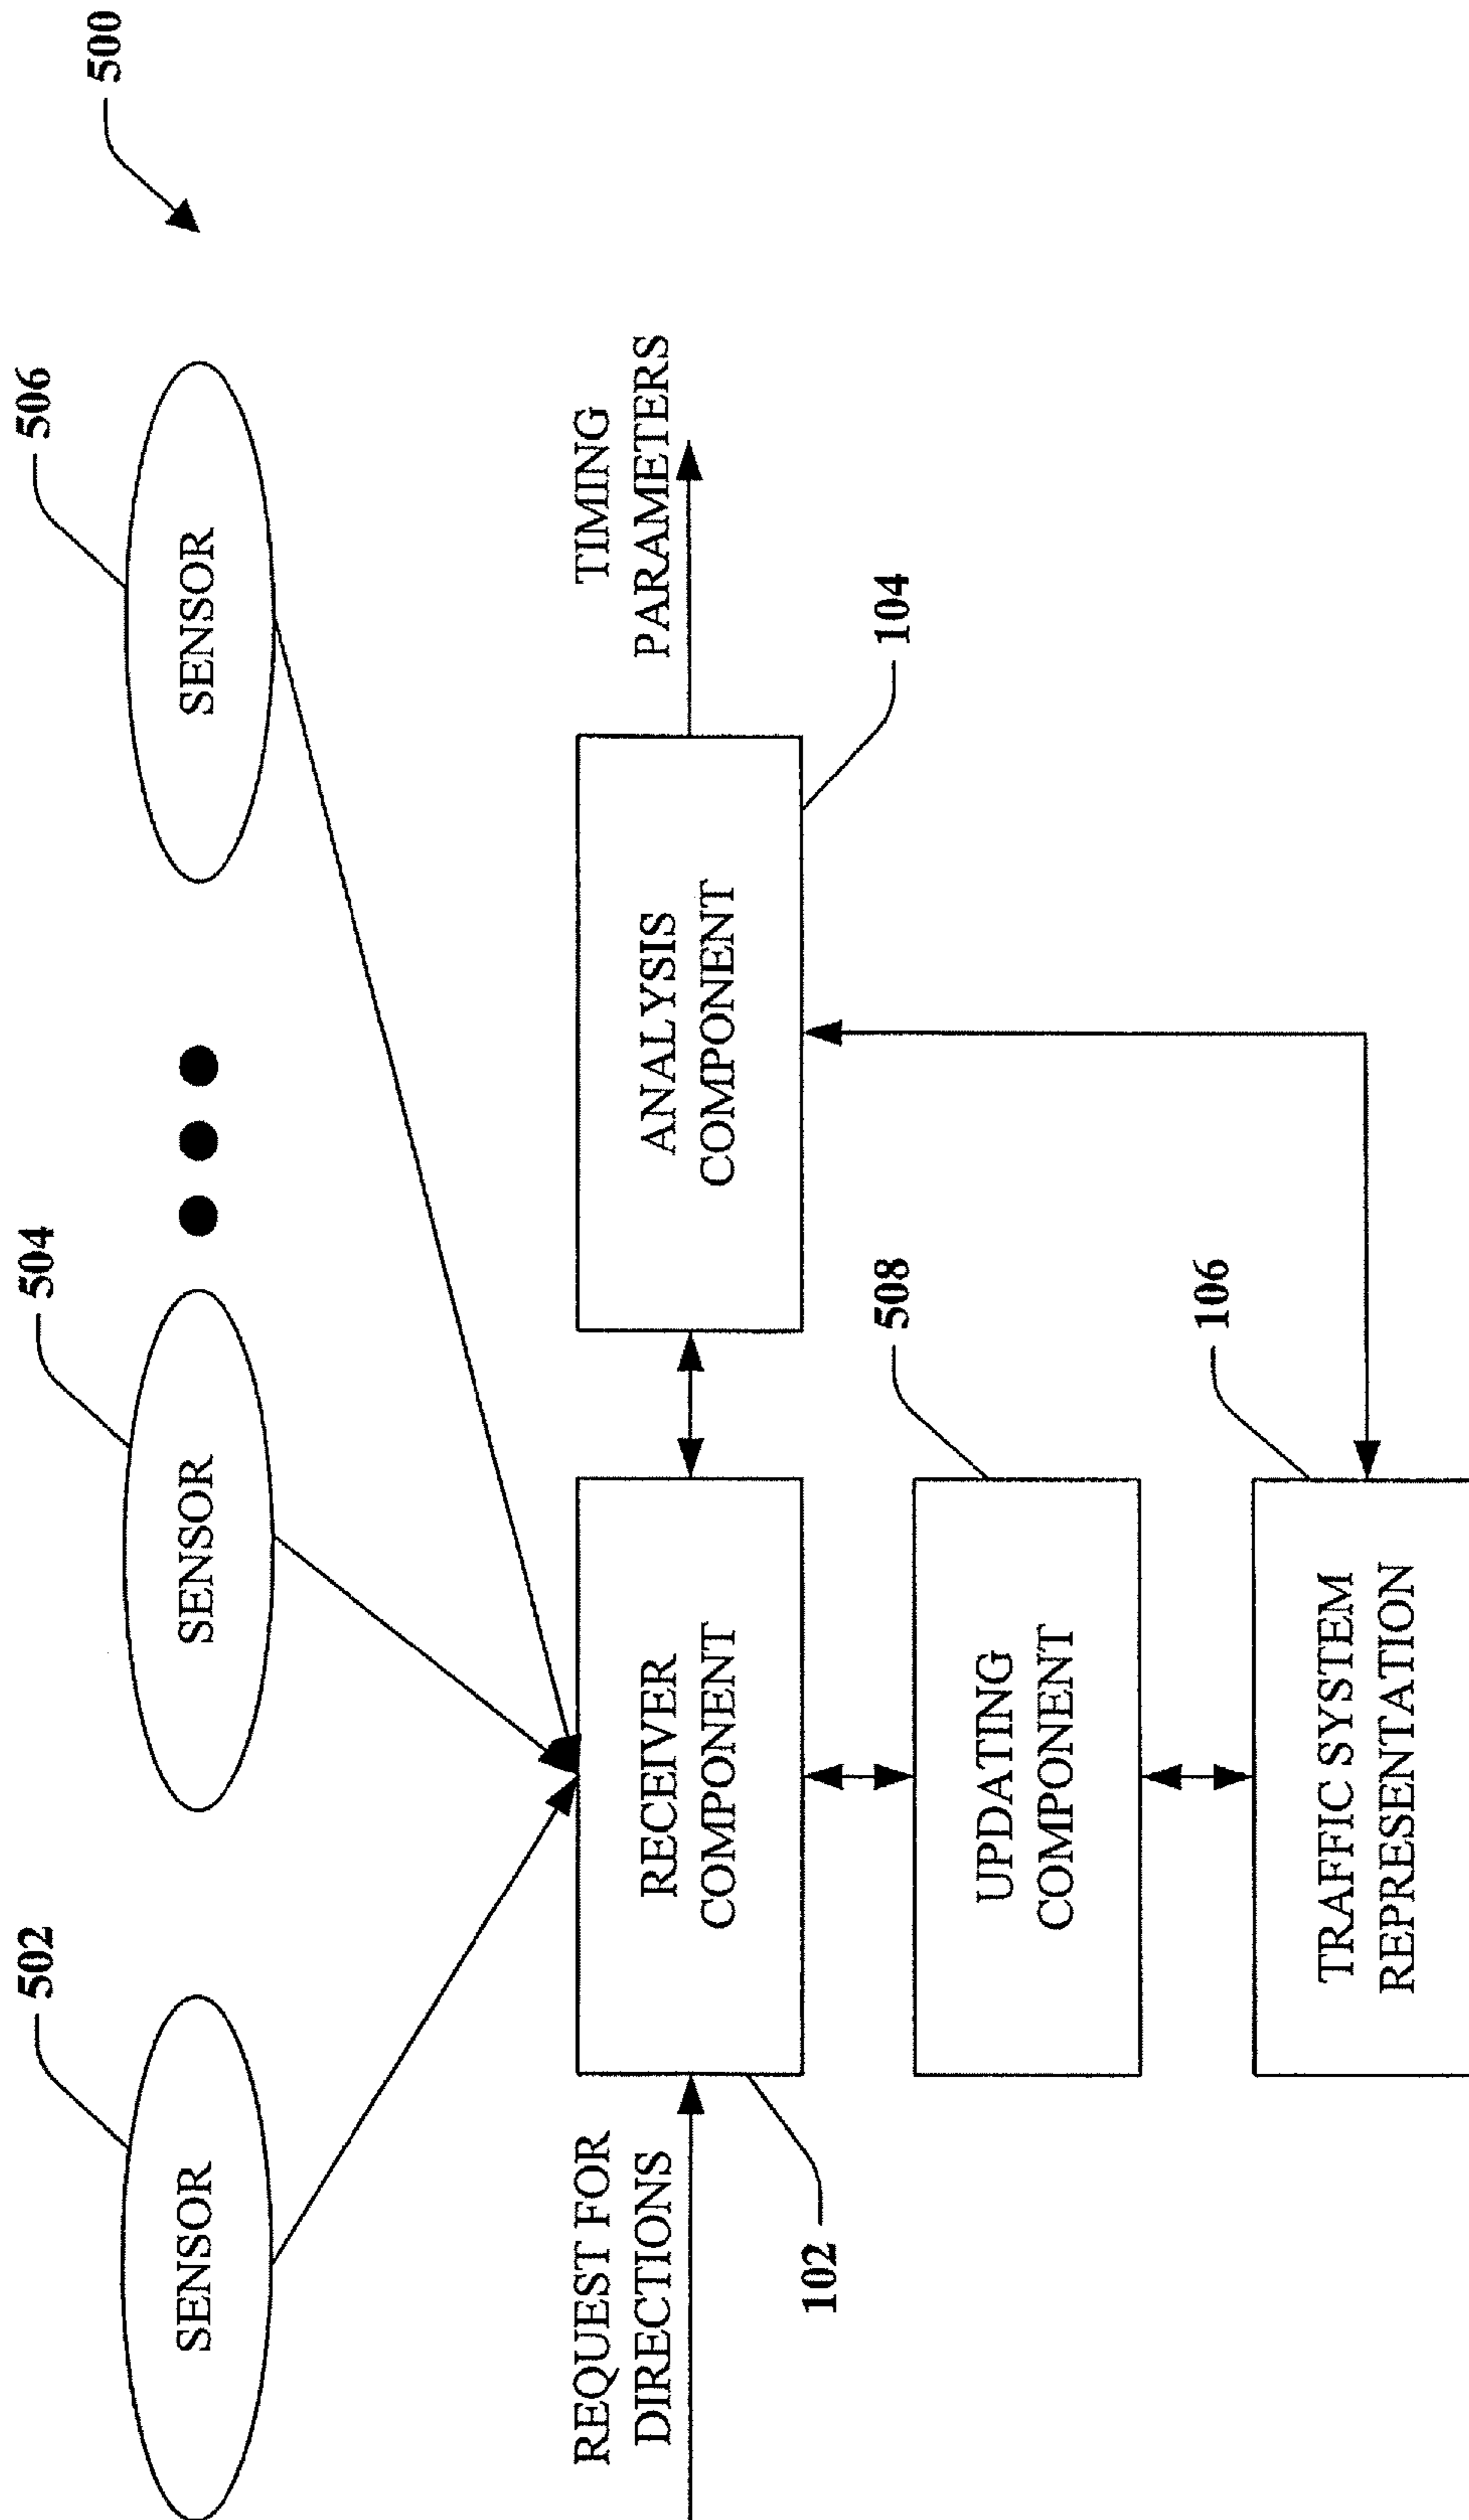 500
502
504
506
SENSOR
SENSOR
SENSOR
REQUEST FOR
DIRECTIONS
RECEIVER
COMPONENT
ANALYSIS
COMPONENT
TIMING
PARAMETERS
102
104
508
UPDATING
COMPONENT
106
TRAFFIC SYSTEM
REPRESENTATION